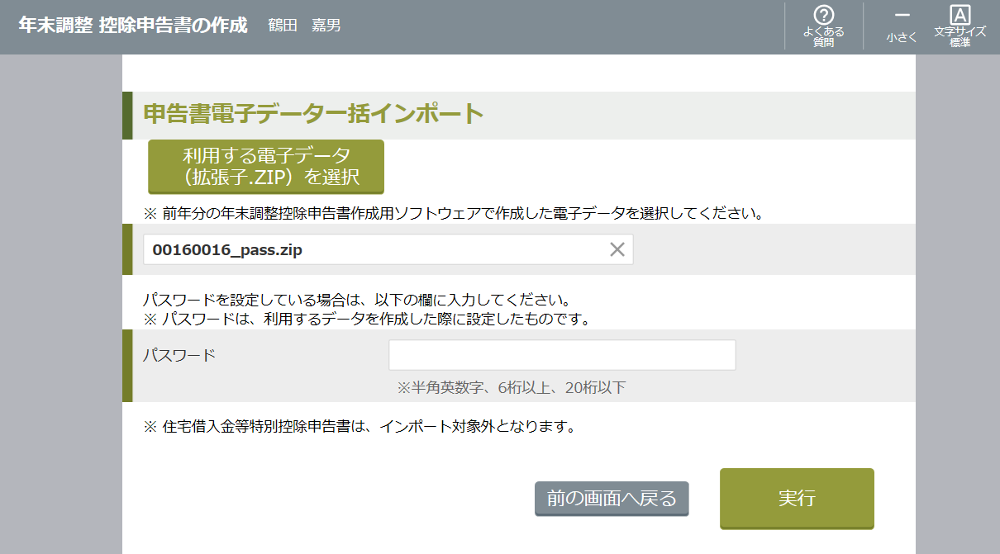 年末調整 控除申告書の作成 鶴田 嘉男
よくある
質問
小さく
文字サイズ
標準
申告書電子データ一括インポート
利用する電子データ
（拡張子.ZIP）を選択
※ 前年分の年末調整控除申告書作成用ソフトウェアで作成した電子データを選択してください。
00160016_pass.zip
パスワードを設定している場合は、以下の欄に入力してください。
※ パスワードは、利用するデータを作成した際に設定したものです。
パスワード
※半角英数字、6桁以上、20桁以下
※ 住宅借入金等特別控除申告書は、インポート対象外となります。
前の画面へ戻る
実行